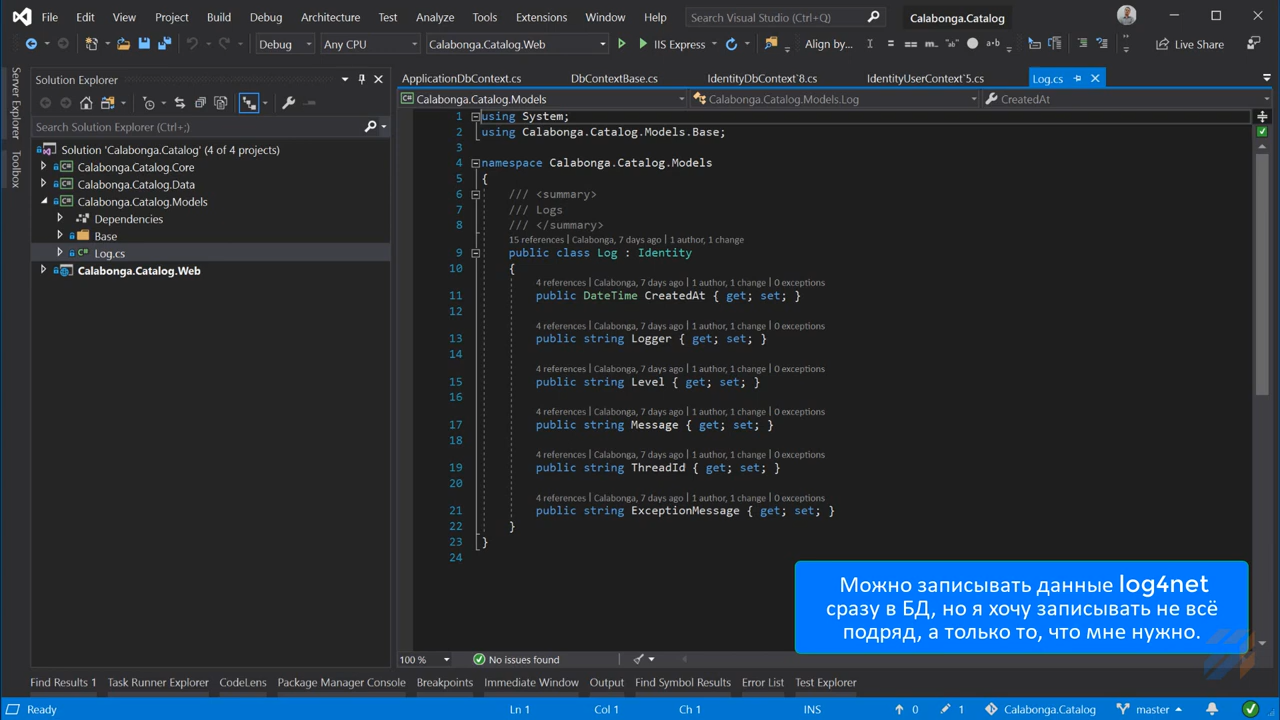 File Edit View Project Build Debug Architecture Test Analyze Tools Extensions Window Help Search Visual Studio (Ctrl+Q) Calabonga.Catalog
Debug Any CPU Calabonga.Catalog.Web IIS Express Align by... Live Share
Server Explorer
Toolbox
Solution Explorer
Search Solution Explorer (Ctrl+;)
Solution 'Calabonga.Catalog' (4 of 4 projects)
Calabonga.Catalog.Core
Calabonga.Catalog.Data
Calabonga.Catalog.Models
Dependencies
Base
Log.cs
Calabonga.Catalog.Web
ApplicationDbContext.cs DbContextBase.cs IdentityDbContext`8.cs IdentityUserContext`5.cs Log.cs
Calabonga.Catalog.Models Calabonga.Catalog.Models.Log CreatedAt
1 using System;
2 using Calabonga.Catalog.Models.Base;
3
4 namespace Calabonga.Catalog.Models
5 {
6 /// <summary>
7 /// Logs
8 /// </summary>
15 references | Calabonga, 7 days ago | 1 author, 1 change
9 public class Log : Identity
10 {
4 references | Calabonga, 7 days ago | 1 author, 1 change | 0 exceptions
11 public DateTime CreatedAt { get; set; }
12
4 references | Calabonga, 7 days ago | 1 author, 1 change | 0 exceptions
13 public string Logger { get; set; }
14
4 references | Calabonga, 7 days ago | 1 author, 1 change | 0 exceptions
15 public string Level { get; set; }
16
4 references | Calabonga, 7 days ago | 1 author, 1 change | 0 exceptions
17 public string Message { get; set; }
18
4 references | Calabonga, 7 days ago | 1 author, 1 change | 0 exceptions
19 public string ThreadId { get; set; }
20
4 references | Calabonga, 7 days ago | 1 author, 1 change | 0 exceptions
21 public string ExceptionMessage { get; set; }
22 }
23 }
24
Можно записывать данные log4net
сразу в БД, но я хочу записывать не всё
подряд, а только то, что мне нужно.
100 % No issues found
Find Results 1 Task Runner Explorer CodeLens Package Manager Console Breakpoints Immediate Window Output Find Symbol Results Error List Test Explorer
Ready Ln 1 Col 1 Ch 1 INS 0 1 Calabonga.Catalog master